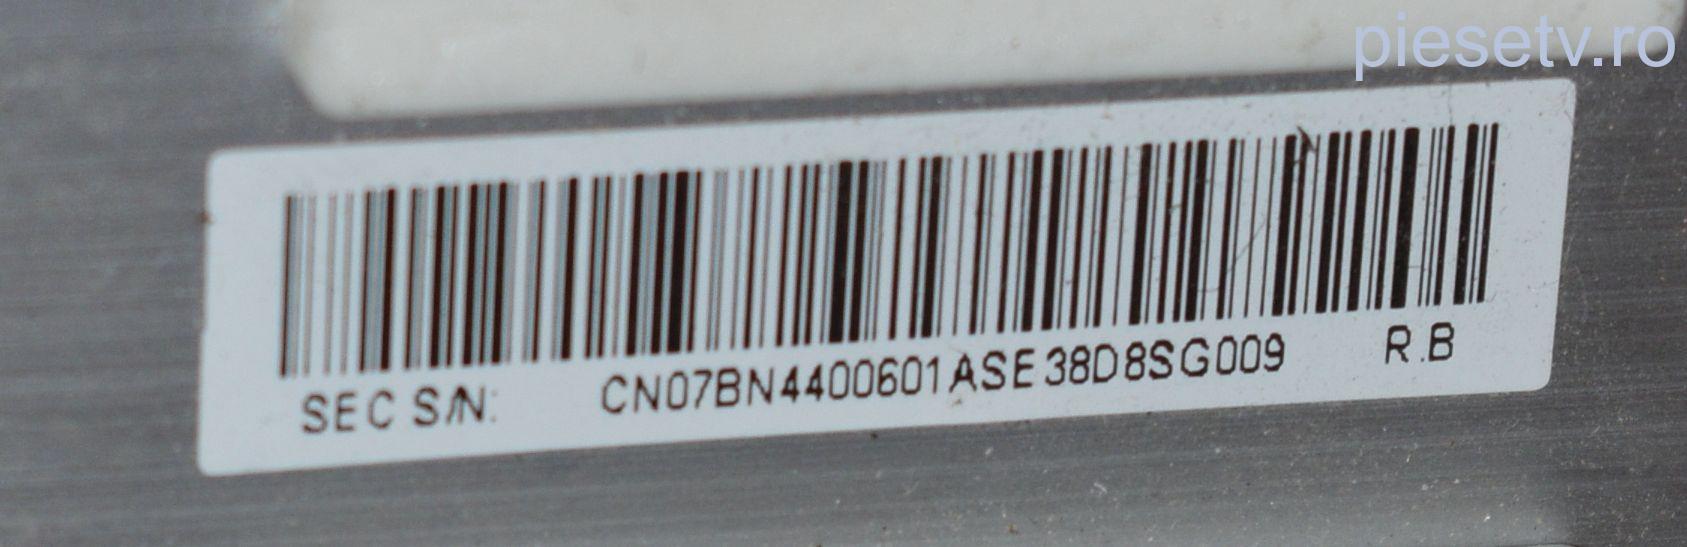 piesetv.ro
SEC S/N: CN07BN4400601ASE38D8SG009 R.B